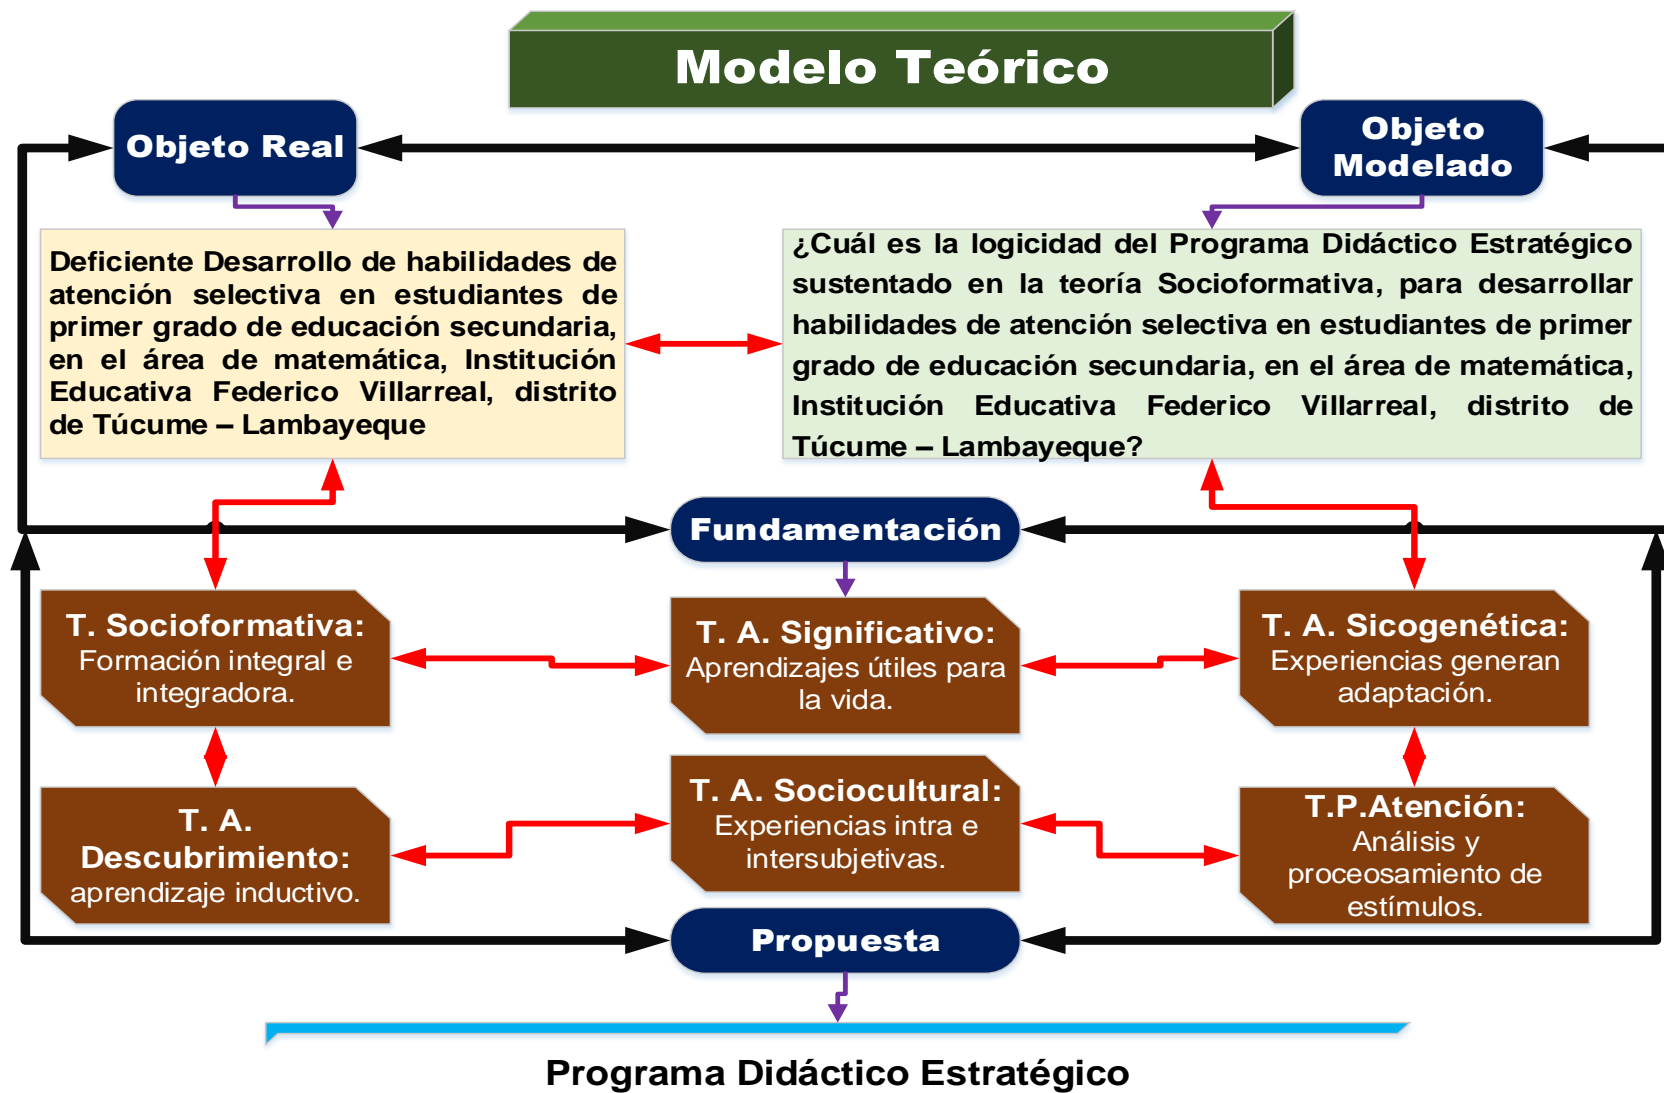 Modelo Teórico
Objeto Real
Objeto
Modelado
Deficiente Desarrollo de habilidades de
atención selectiva en estudiantes de
primer grado de educación secundaria,
en el área de matemática, Institución
Educativa Federico Villarreal, distrito
de Túcume – Lambayeque
¿Cuál es la logicidad del Programa Didáctico Estratégico
sustentado en la teoría Socioformativa, para desarrollar
habilidades de atención selectiva en estudiantes de primer
grado de educación secundaria, en el área de matemática,
Institución Educativa Federico Villarreal, distrito de
Túcume – Lambayeque?
Fundamentación
T. Socioformativa:
Formación integral e
integradora.
T. A. Significativo:
Aprendizajes útiles para
la vida.
T. A. Sicogenética:
Experiencias generan
adaptación.
T. A.
Descubrimiento:
aprendizaje inductivo.
T. A. Sociocultural:
Experiencias intra e
intersubjetivas.
T.P.Atención:
Análisis y
proceosamiento de
estímulos.
Propuesta
Programa Didáctico Estratégico